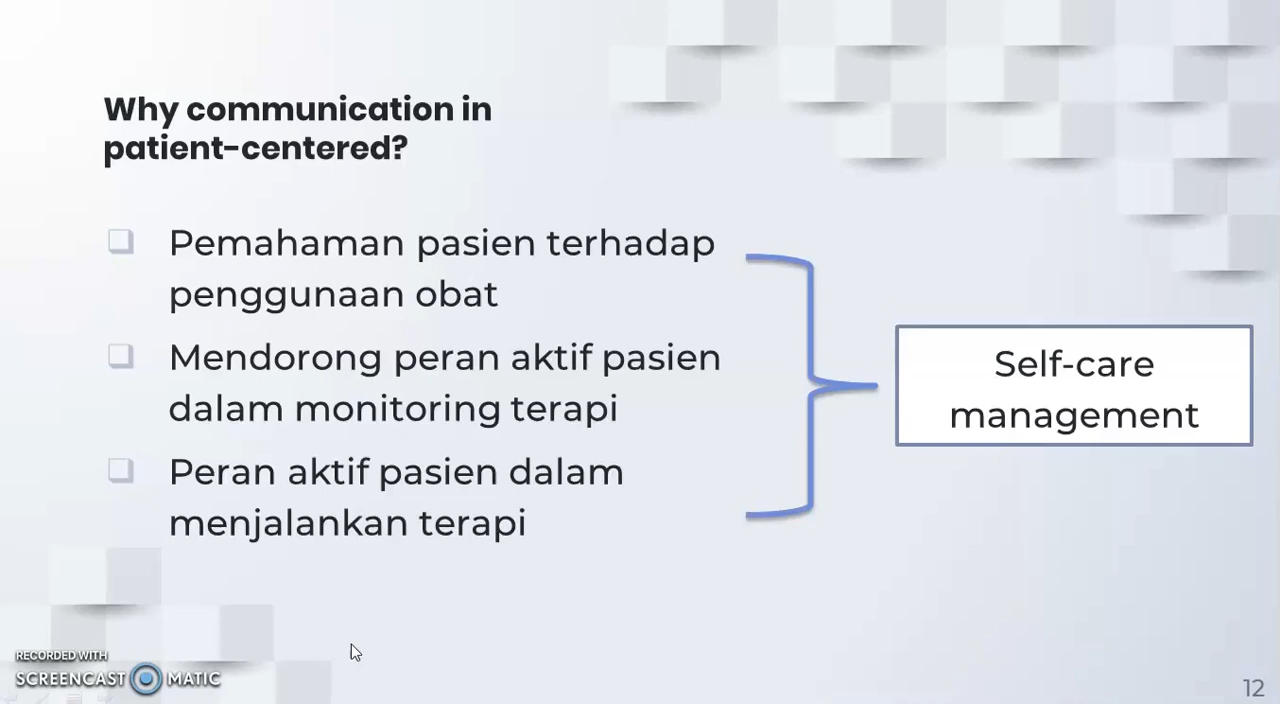 Why communication in
patient-centered?
Pemahaman pasien terhadap
penggunaan obat
Mendorong peran aktif pasien
dalam monitoring terapi
Peran aktif pasien dalam
menjalankan terapi
Self-care
management
RECORDED WITH
SCREENCAST MATIC
12